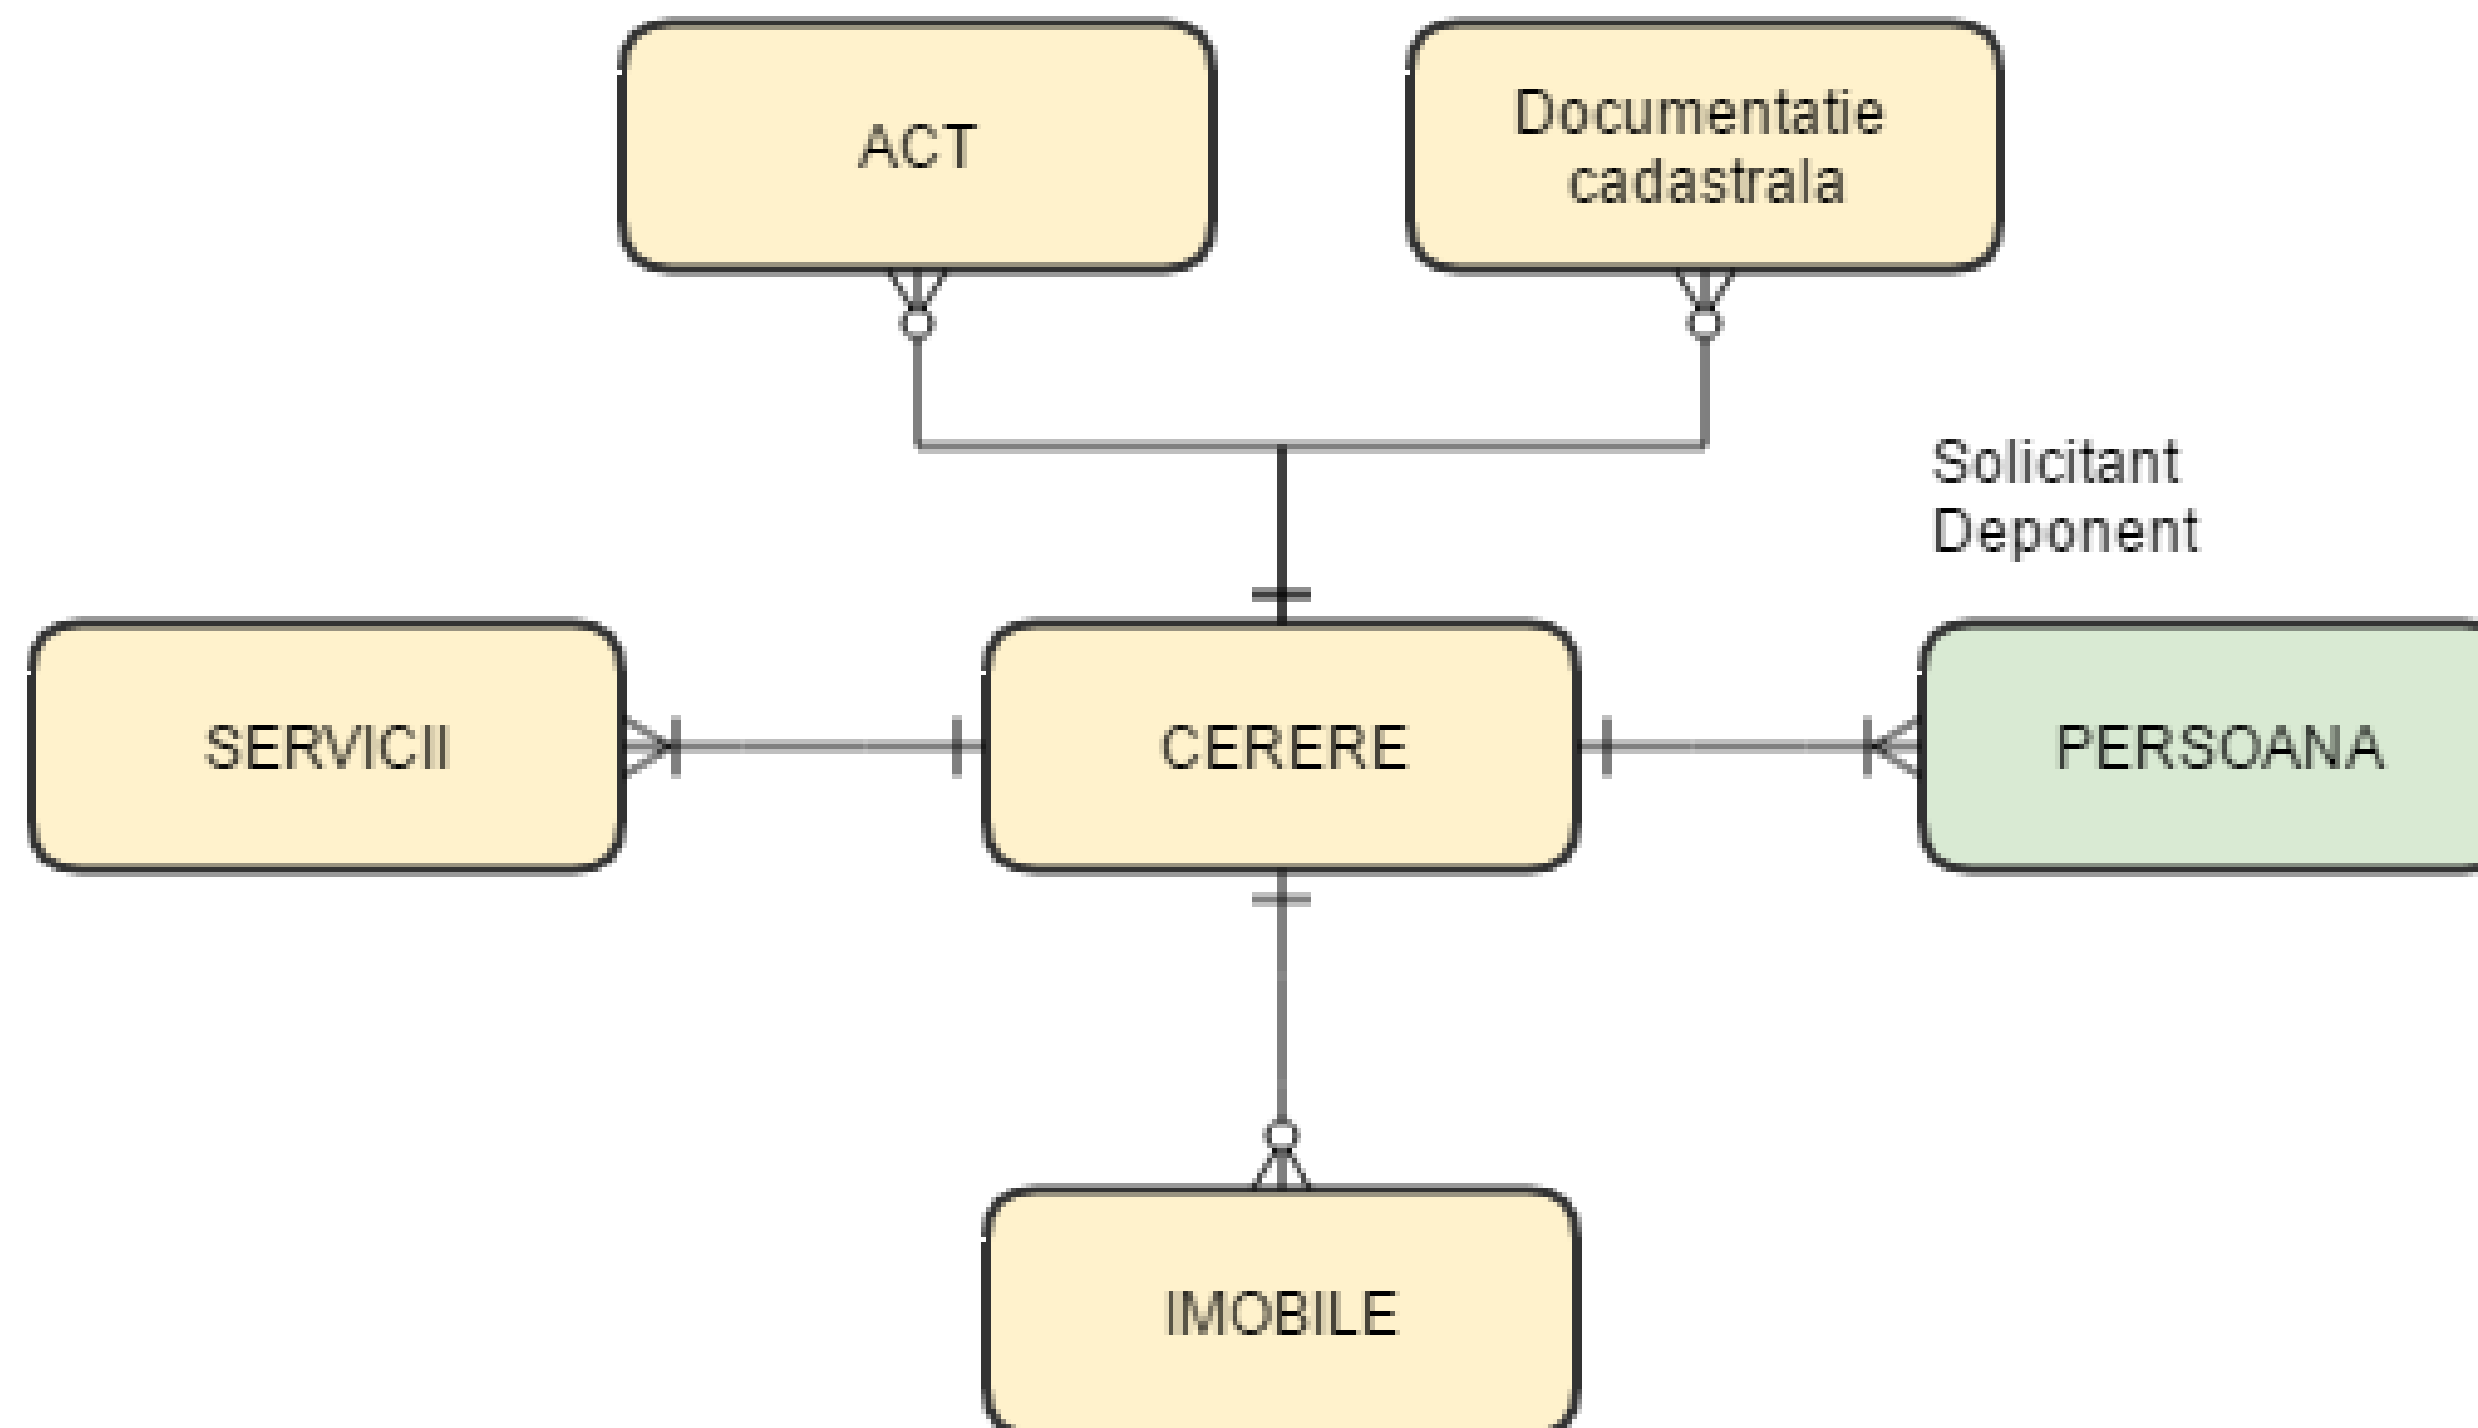 ACT
Documentatie
cadastrala
Solicitant
Deponent
SERVICII
CERERE
PERSOANA
IMOBILE